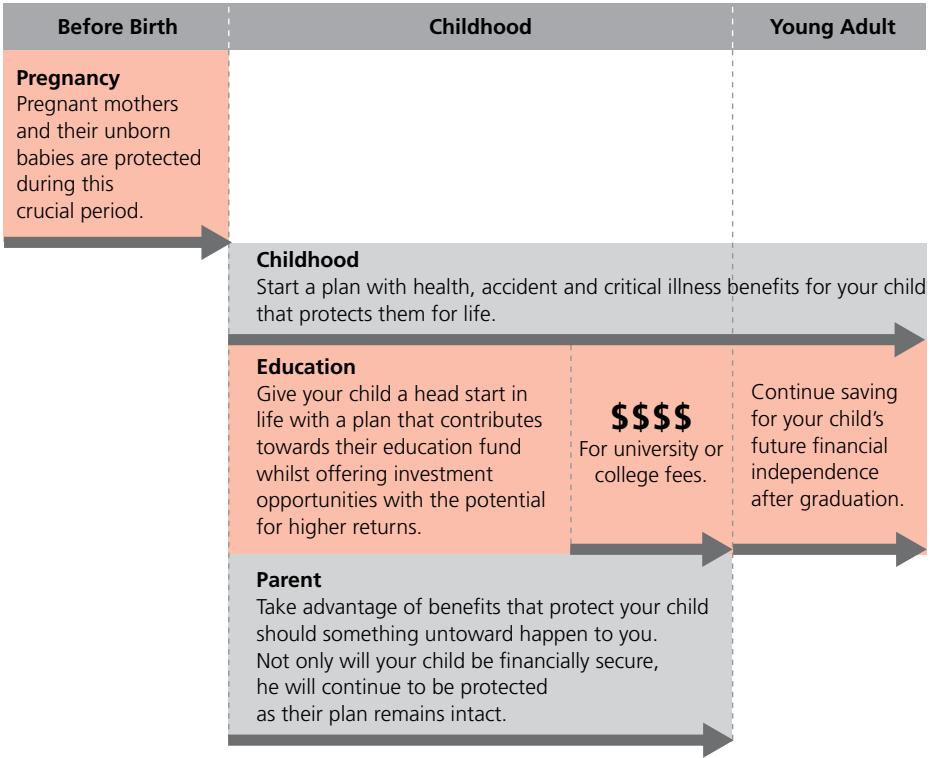 Before Birth
Childhood
Young Adult
Pregnancy
Pregnant mothers
and their unborn
babies are protected
during this
crucial period.
Childhood
Start a plan with health, accident and critical illness benefits for your child
that protects them for life.
Education
Give your child a head start in
life with a plan that contributes
towards their education fund
whilst offering investment
opportunities with the potential
for higher returns.
$$$$
For university or
college fees.
Continue saving
for your child’s
future financial
independence
after graduation.
Parent
Take advantage of benefits that protect your child
should something untoward happen to you.
Not only will your child be financially secure,
he will continue to be protected
as their plan remains intact.